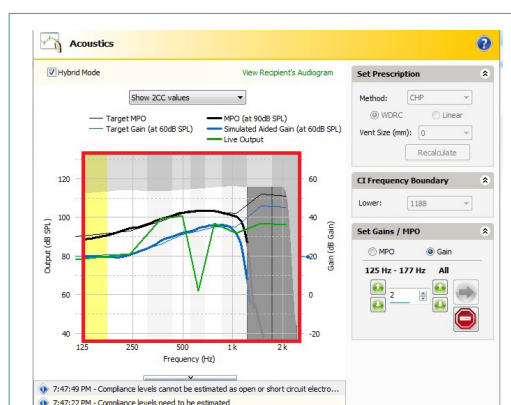 Acoustics
?
Hybrid Mode
View Recipient's Audiogram
Show 2CC values
Target MPO
MPO (at 90dB SPL)
Target Gain (at 60dB SPL)
Simulated Aided Gain (at 60dB SPL)
Live Output
120
100
80
60
40
Output (dB SPL)
60
40
20
0
-20
Gain (dB Gain)
125
250
500
1 k
2 k
Frequency (Hz)
Set Prescription
Method:
CHP
WDRC
Linear
Vent Size (mm):
0
Recalculate
CI Frequency Boundary
Lower:
1188
Set Gains / MPO
MPO
Gain
125 Hz - 177 Hz
All
2
7:47:49 PM - Compliance levels cannot be estimated as open or short circuit electro...
7:47:22 PM - Compliance levels need to be estimated